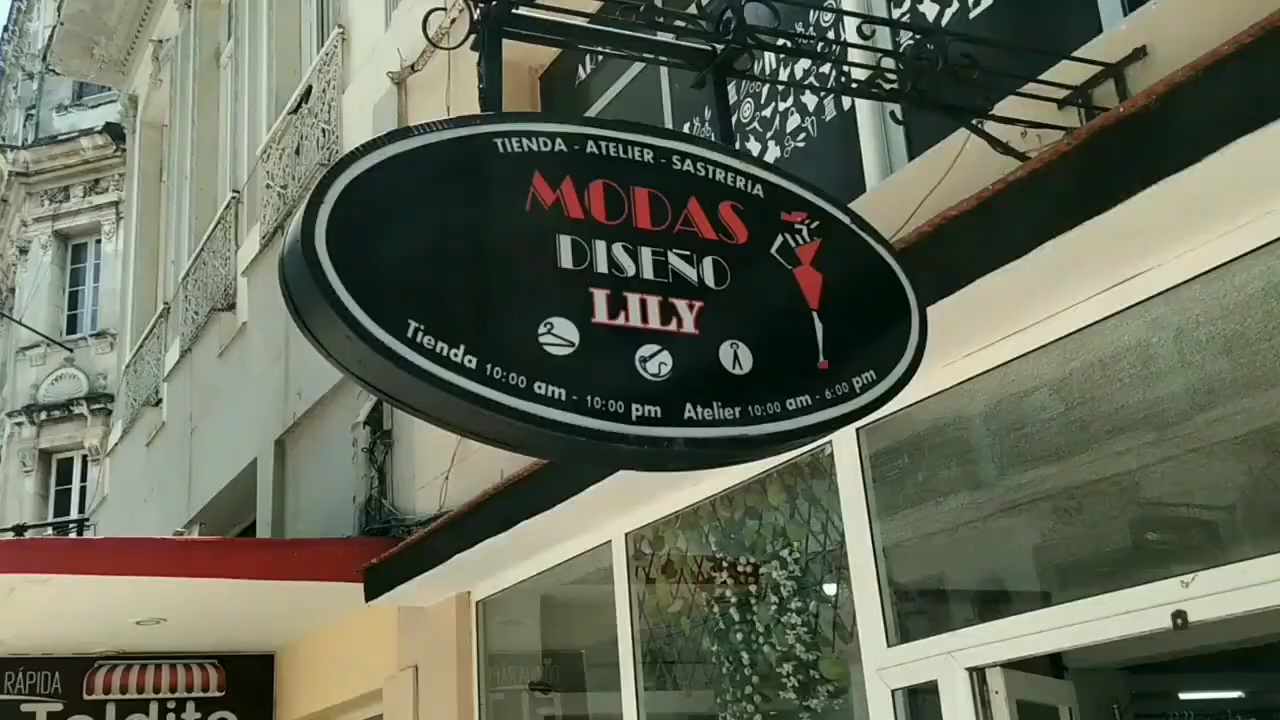 TIENDA - ATELIER - SASTRERIA
MODAS
DISEÑO
LILY
Tienda 10:00 am - 10:00 pm Atelier 10:00 am - 6:00 pm
RÁPIDA
Toldito